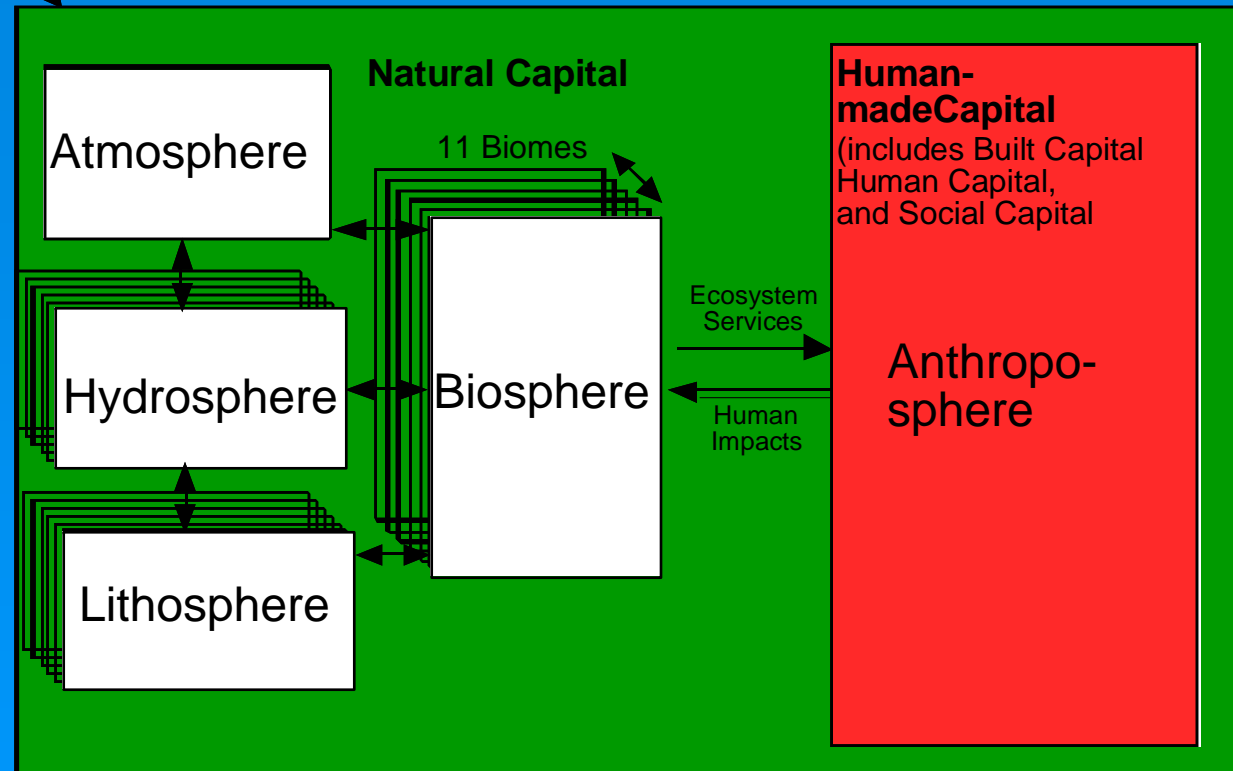 Natural Capital
Human-
madeCapital
(includes Built Capital
Human Capital,
and Social Capital
Atmosphere
11 Biomes
Hydrosphere
Biosphere
Ecosystem
Services
Human
Impacts
Anthropo-
sphere
Lithosphere